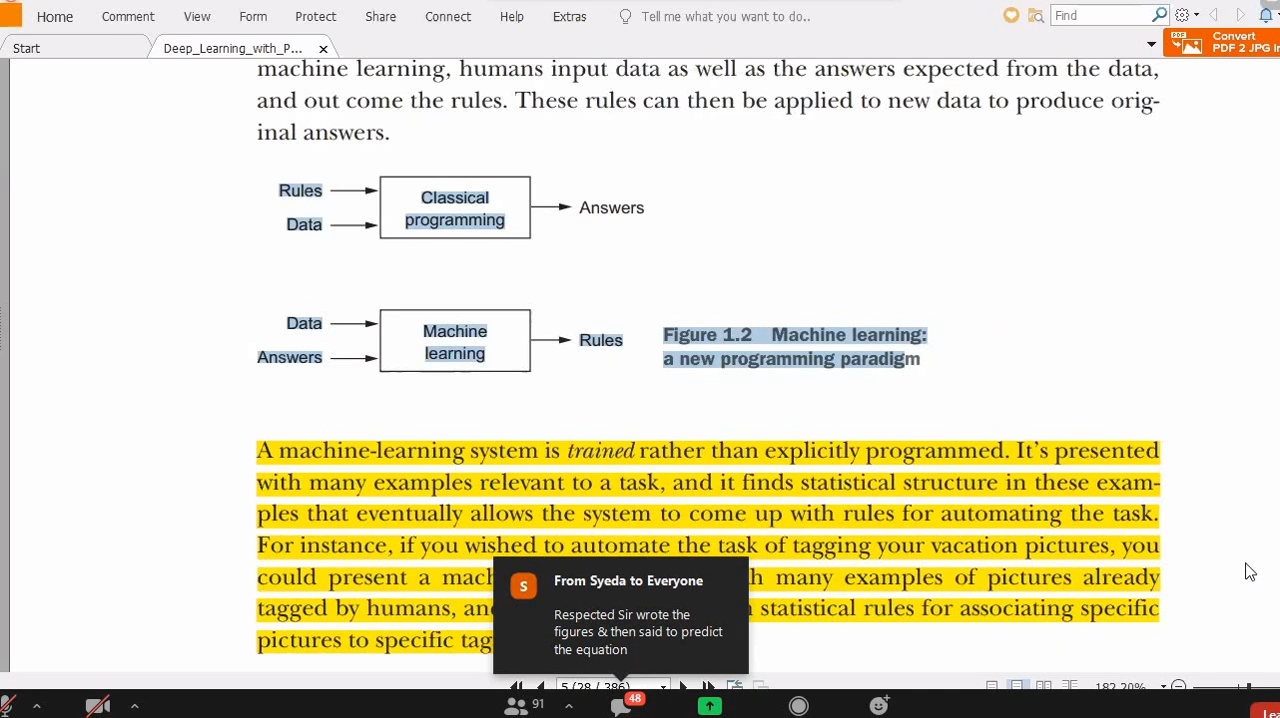 Home Comment View Form Protect Share Connect Help Extras Tell me what you want to do.. Find
Convert
PDF 2 JPG In
Start Deep_Learning_with_P...
machine learning, humans input data as well as the answers expected from the data,
and out come the rules. These rules can then be applied to new data to produce orig-
inal answers.
Rules
Data
Classical
programming
Answers
Data
Answers
Machine
learning
Rules
Figure 1.2 Machine learning:
a new programming paradigm
A machine-learning system is trained rather than explicitly programmed. It's presented
with many examples relevant to a task, and it finds statistical structure in these exam-
ples that eventually allows the system to come up with rules for automating the task.
For instance, if you wished to automate the task of tagging your vacation pictures, you
could present a mach h many examples of pictures already
tagged by humans, and statistical rules for associating specific
pictures to specific tag
S
From Syeda to Everyone
Respected Sir wrote the
figures & then said to predict
the equation
5 (28 / 386) 182.20%
91 48
Lea